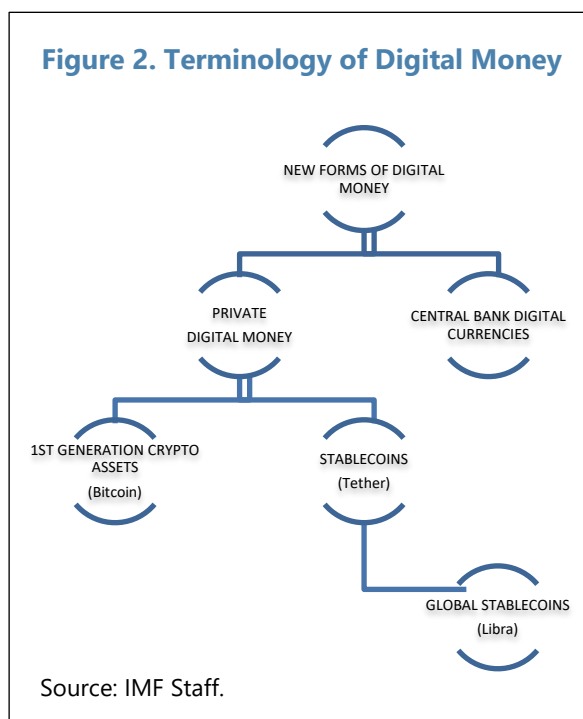 Figure 2. Terminology of Digital Money
NEW FORMS OF DIGITAL
MONEY
PRIVATE
DIGITAL MONEY
CENTRAL BANK DIGITAL
CURRENCIES
1ST GENERATION CRYPTO
ASSETS
(Bitcoin)
STABLECOINS
(Tether)
GLOBAL STABLECOINS
(Libra)
Source: IMF Staff.